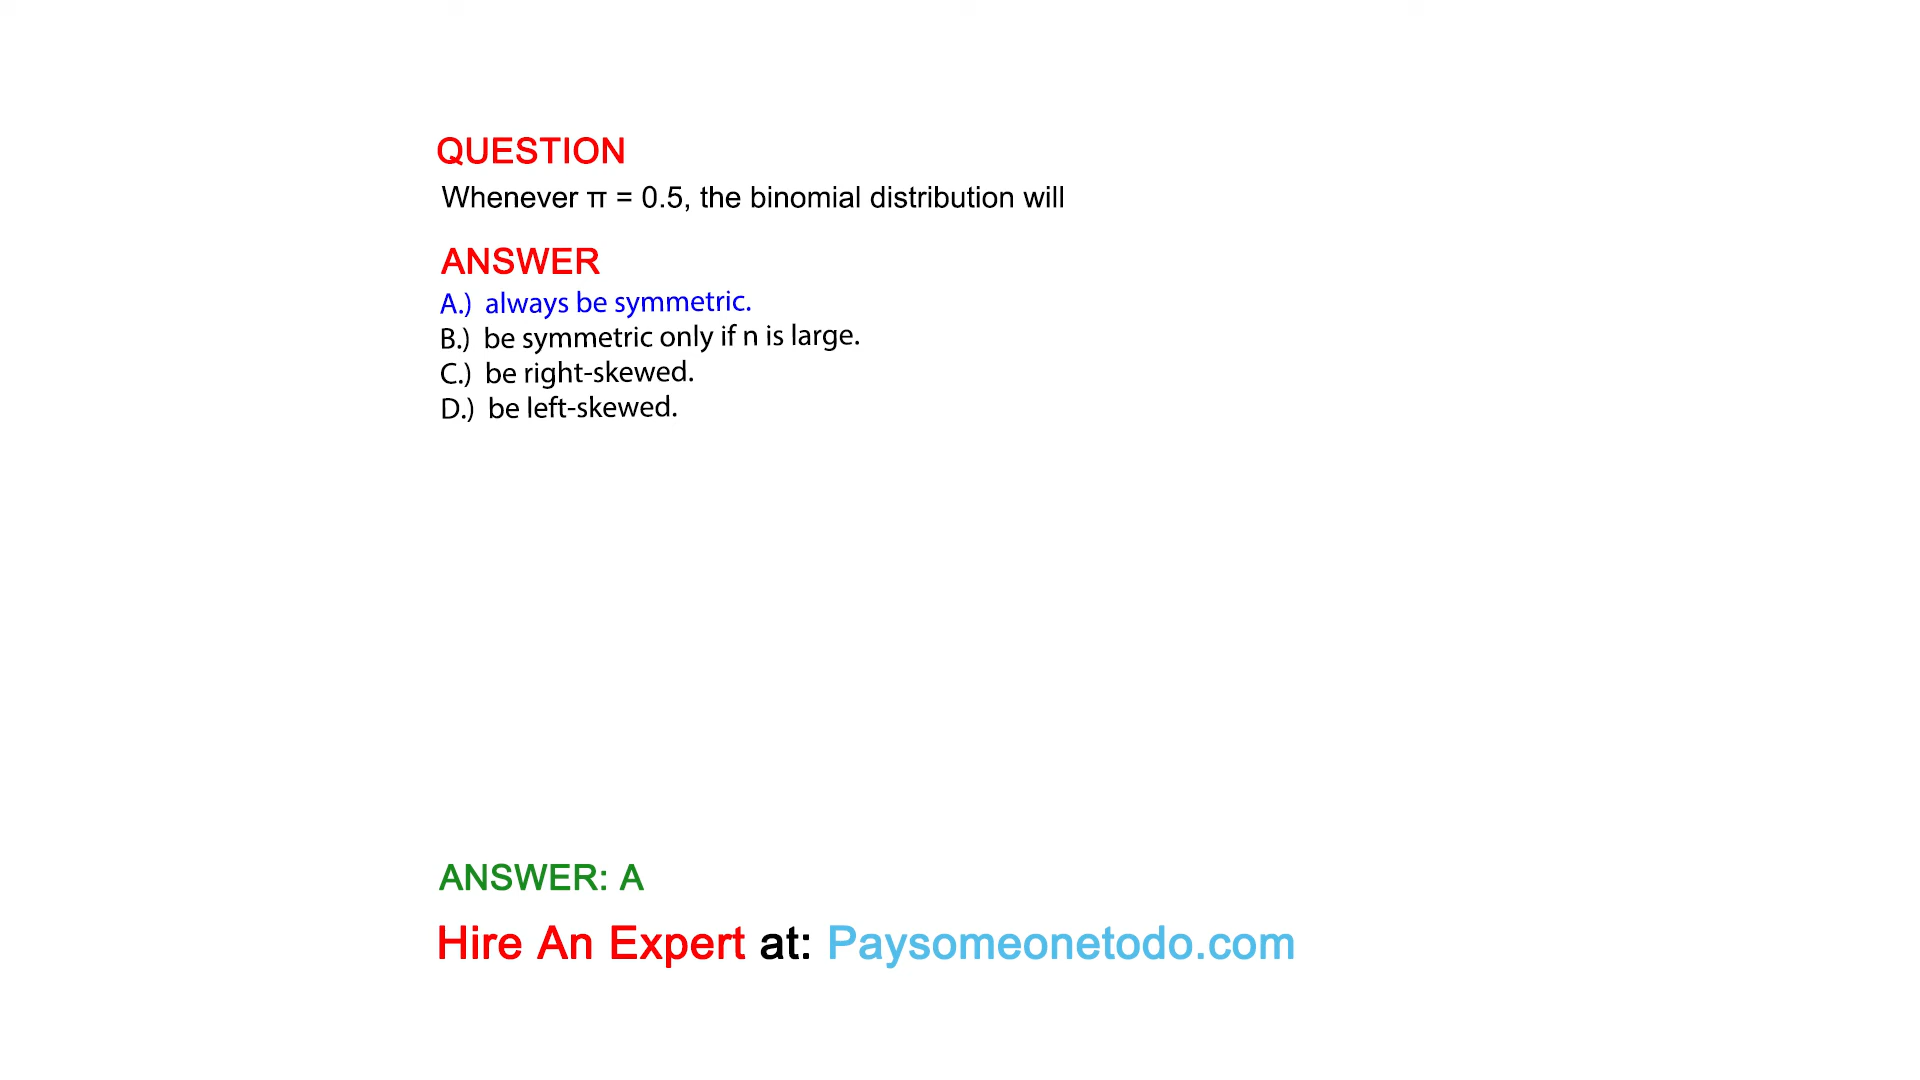 QUESTION
Whenever π = 0.5, the binomial distribution will
ANSWER
A.) always be symmetric.
B.) be symmetric only if n is large.
C.) be right-skewed.
D.) be left-skewed.
ANSWER: A
Hire An Expert at: Paysomeonetodo.com